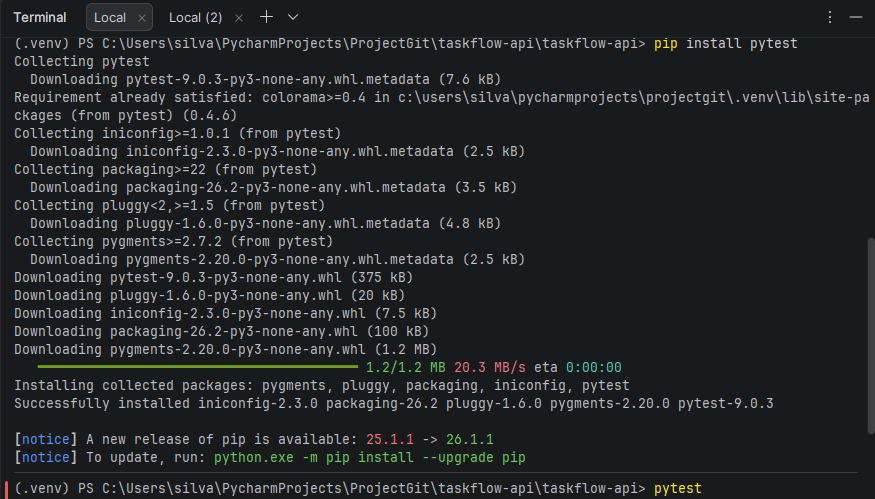 Terminal Local × Local (2) ×
(.venv) PS C:\Users\silva\PycharmProjects\ProjectGit\taskflow-api\taskflow-api> pip install pytest
Collecting pytest
  Downloading pytest-9.0.3-py3-none-any.whl.metadata (7.6 kB)
Requirement already satisfied: colorama>=0.4 in c:\users\silva\pycharmprojects\projectgit\.venv\lib\site-pa
ckages (from pytest) (0.4.6)
Collecting iniconfig>=1.0.1 (from pytest)
  Downloading iniconfig-2.3.0-py3-none-any.whl.metadata (2.5 kB)
Collecting packaging>=22 (from pytest)
  Downloading packaging-26.2-py3-none-any.whl.metadata (3.5 kB)
Collecting pluggy<2,>=1.5 (from pytest)
  Downloading pluggy-1.6.0-py3-none-any.whl.metadata (4.8 kB)
Collecting pygments>=2.7.2 (from pytest)
  Downloading pygments-2.20.0-py3-none-any.whl.metadata (2.5 kB)
Downloading pytest-9.0.3-py3-none-any.whl (375 kB)
Downloading pluggy-1.6.0-py3-none-any.whl (20 kB)
Downloading iniconfig-2.3.0-py3-none-any.whl (7.5 kB)
Downloading packaging-26.2-py3-none-any.whl (100 kB)
Downloading pygments-2.20.0-py3-none-any.whl (1.2 MB)
1.2/1.2 MB 20.3 MB/s eta 0:00:00
Installing collected packages: pygments, pluggy, packaging, iniconfig, pytest
Successfully installed iniconfig-2.3.0 packaging-26.2 pluggy-1.6.0 pygments-2.20.0 pytest-9.0.3
[notice] A new release of pip is available: 25.1.1 -> 26.1.1
[notice] To update, run: python.exe -m pip install --upgrade pip
(.venv) PS C:\Users\silva\PycharmProjects\ProjectGit\taskflow-api\taskflow-api> pytest